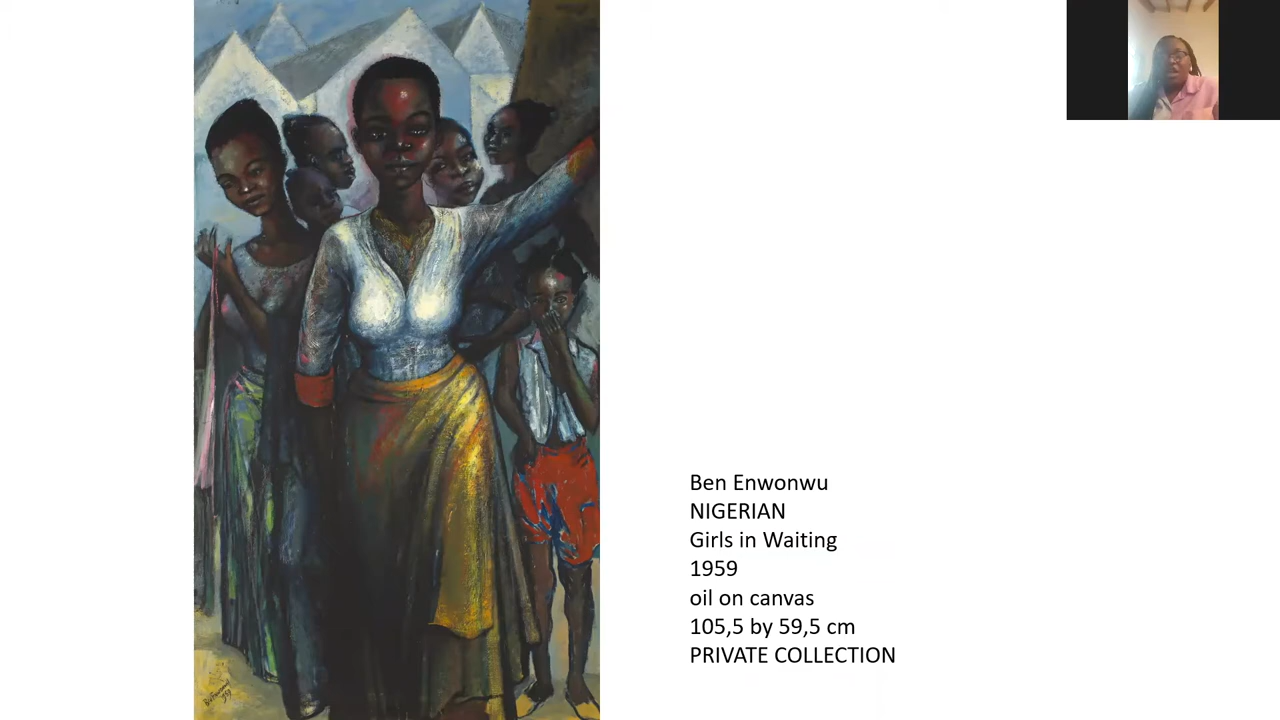 Ben Enwonwu
NIGERIAN
Girls in Waiting
1959
oil on canvas
105,5 by 59,5 cm
PRIVATE COLLECTION